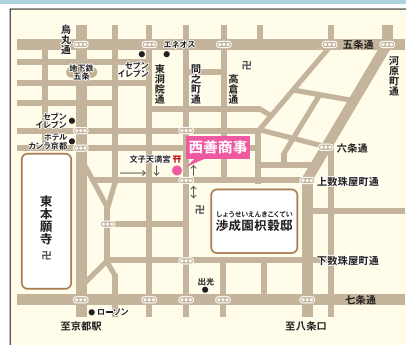 烏丸通
エネオス
セブン
イレブン
五条通
地下鉄
五条
東洞院通
間之町通
高倉通
卍
河原町通
セブン
イレブン
ホテル
カンラ京都
西善商事
文子天満宮
六条通
上数珠屋町通
東本願寺
卍
卍
しょうせいえんきこくてい
渉成園枳穀邸
下数珠屋町通
出光
七条通
ローソン
至京都駅
至八条口